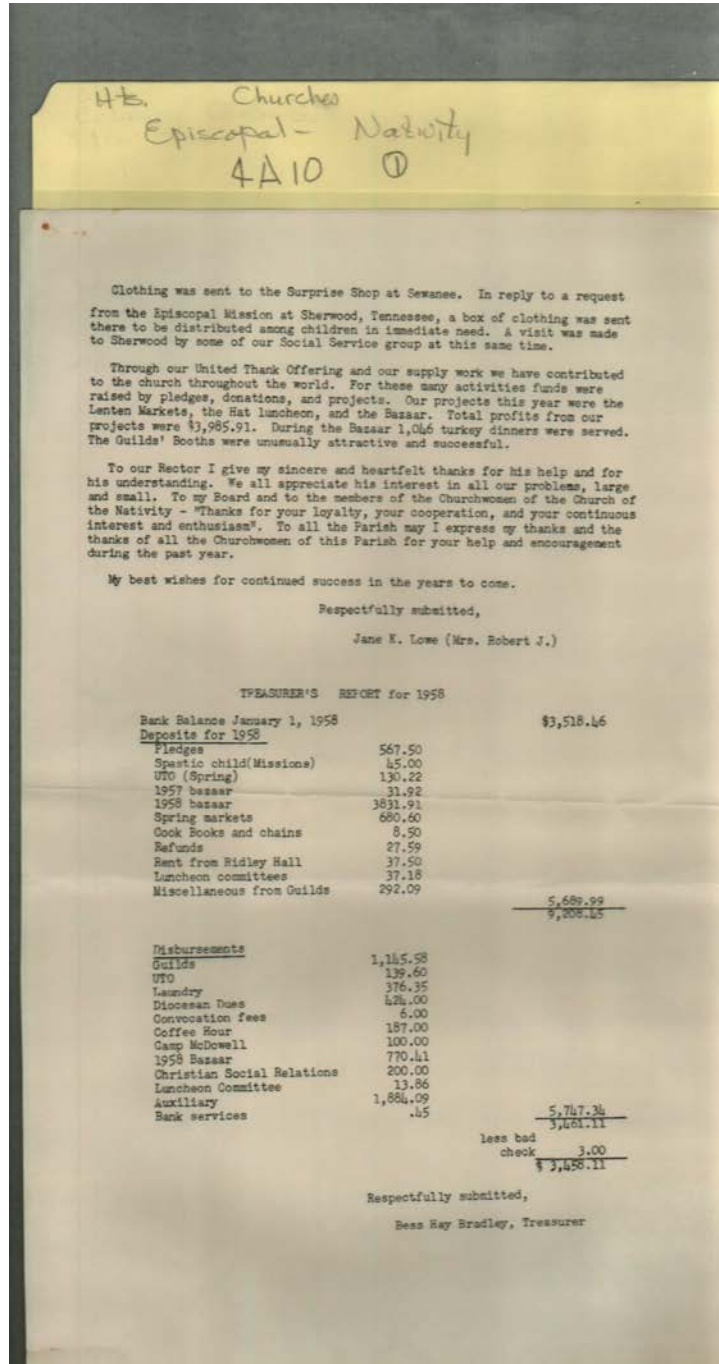 Hts. Churches
Episcopal - Nativity
4A10 ①
Clothing was sent to the Surprise Shop at Sewanee. In reply to a request
from the Episcopal Mission at Sherwood, Tennessee, a box of clothing was sent
there to be distributed among children in immediate need. A visit was made
to Sherwood by some of our Social Service group at this same time.
Through our United Thank Offering and our supply work we have contributed
to the church throughout the world. For these many activities funds were
raised by pledges, donations, and projects. Our projects this year were the
Lenten Markets, the Hat luncheon, and the Bazaar. Total profits from our
projects were $3,985.91. During the Bazaar 1,046 turkey dinners were served.
The Guilds' Booths were unusually attractive and successful.
To our Rector I give my sincere and heartfelt thanks for his help and for
his understanding. We all appreciate his interest in all our problems, large
and small. To my Board and to the members of the Churchwomen of the Church of
the Nativity - "Thanks for your loyalty, your cooperation, and your continuous
interest and enthusiasm". To all the Parish may I express my thanks and the
thanks of all the Churchwomen of this Parish for your help and encouragement
during the past year.
My best wishes for continued success in the years to come.
Respectfully submitted,
Jane K. Lowe (Mrs. Robert J.)
TREASURER'S REPORT for 1958
Bank Balance January 1, 1958 $3,518.46
Deposits for 1958
Pledges 567.50
Spastic child(Missions) 45.00
UTO (Spring) 130.22
1957 bazaar 31.92
1958 bazaar 3831.91
Spring markets 680.60
Cook Books and chains 8.50
Refunds 27.59
Rent from Ridley Hall 37.50
Luncheon committees 37.18
Miscellaneous from Guilds 292.09
5,689.99
9,208.45
Disbursements
Guilds 1,145.58
UTO 139.60
Laundry 376.35
Diocesan Dues 424.00
Convocation fees 6.00
Coffee Hour 187.00
Camp McDowell 100.00
1958 Bazaar 770.41
Christian Social Relations 200.00
Luncheon Committee 13.86
Auxiliary 1,884.09
Bank services .45 5,747.34
3,461.11
less bad
check 3.00
$ 3,458.11
Respectfully submitted,
Bess Hay Bradley, Treasurer